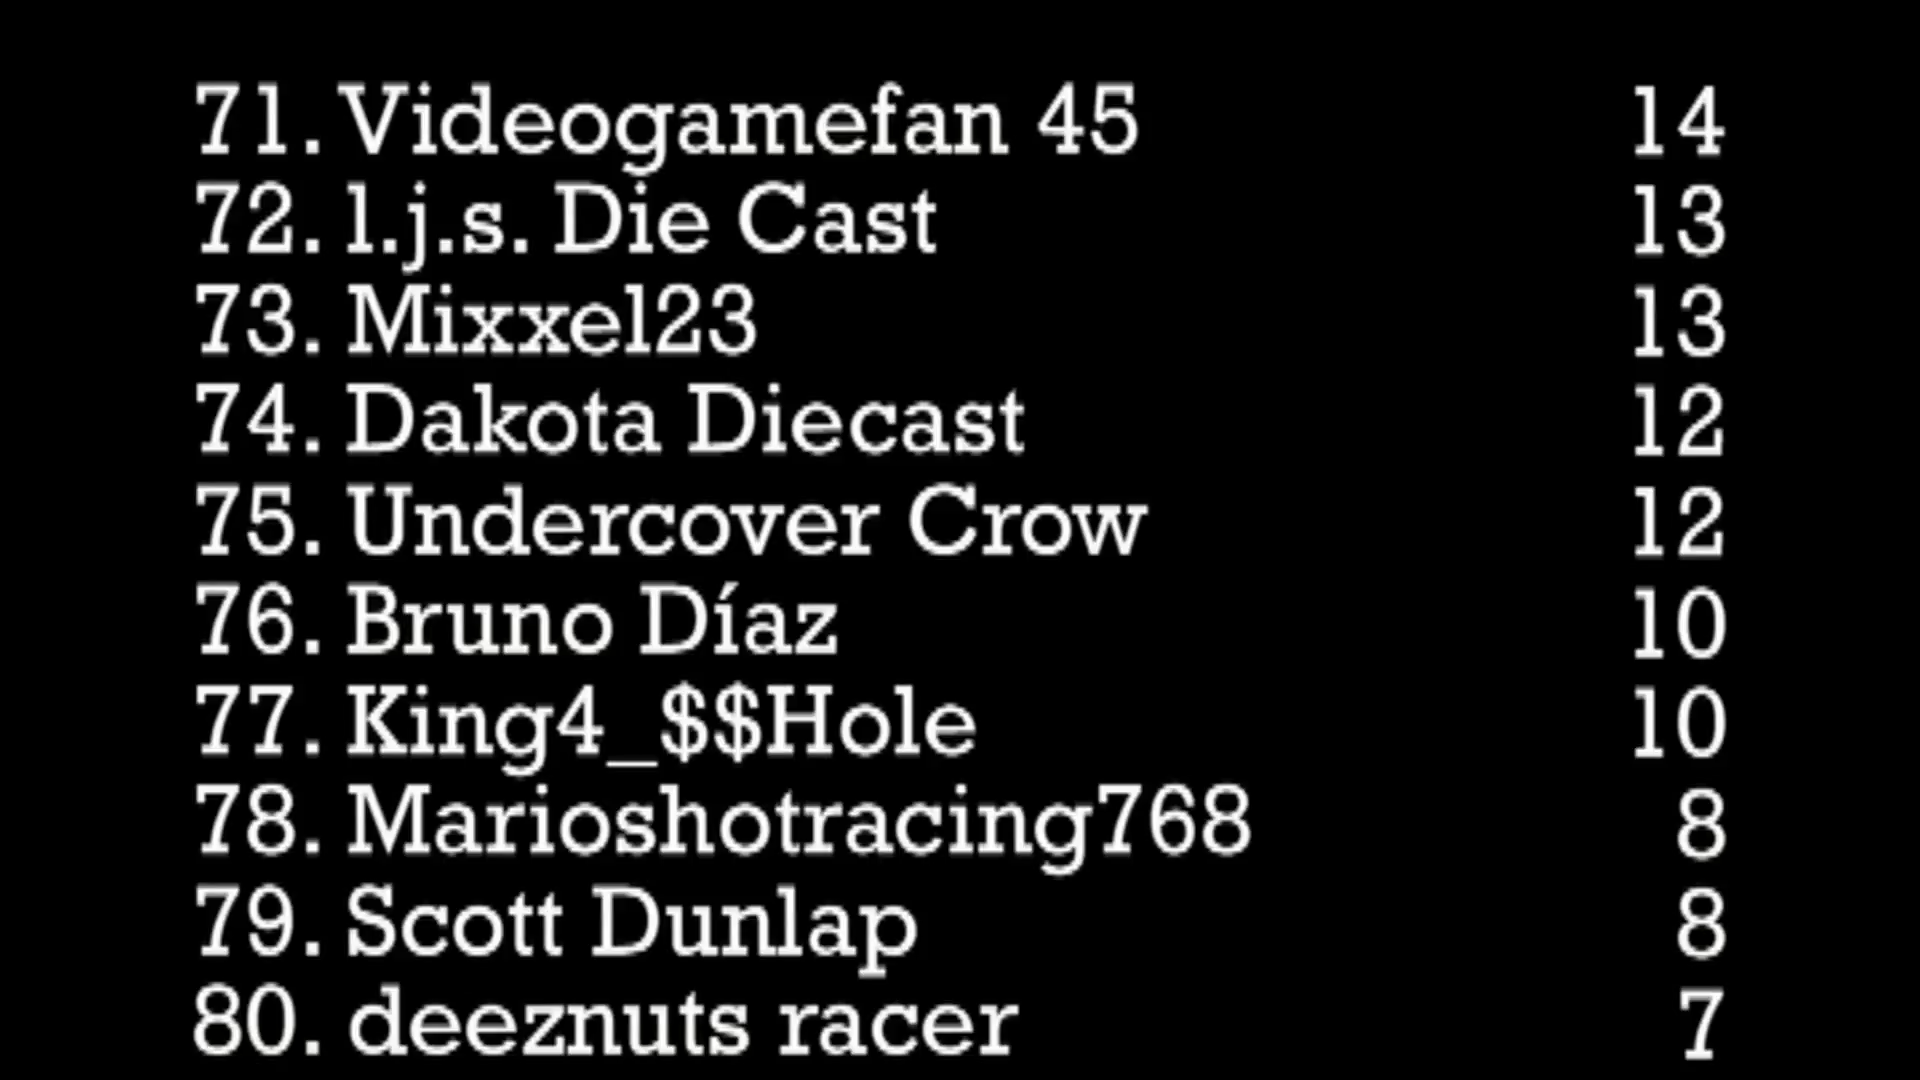 71. Videogamefan 45 14
72. l.j.s. Die Cast 13
73. Mixxel23 13
74. Dakota Diecast 12
75. Undercover Crow 12
76. Bruno Díaz 10
77. King4_$$Hole 10
78. Marioshotracing768 8
79. Scott Dunlap 8
80. deeznuts racer 7